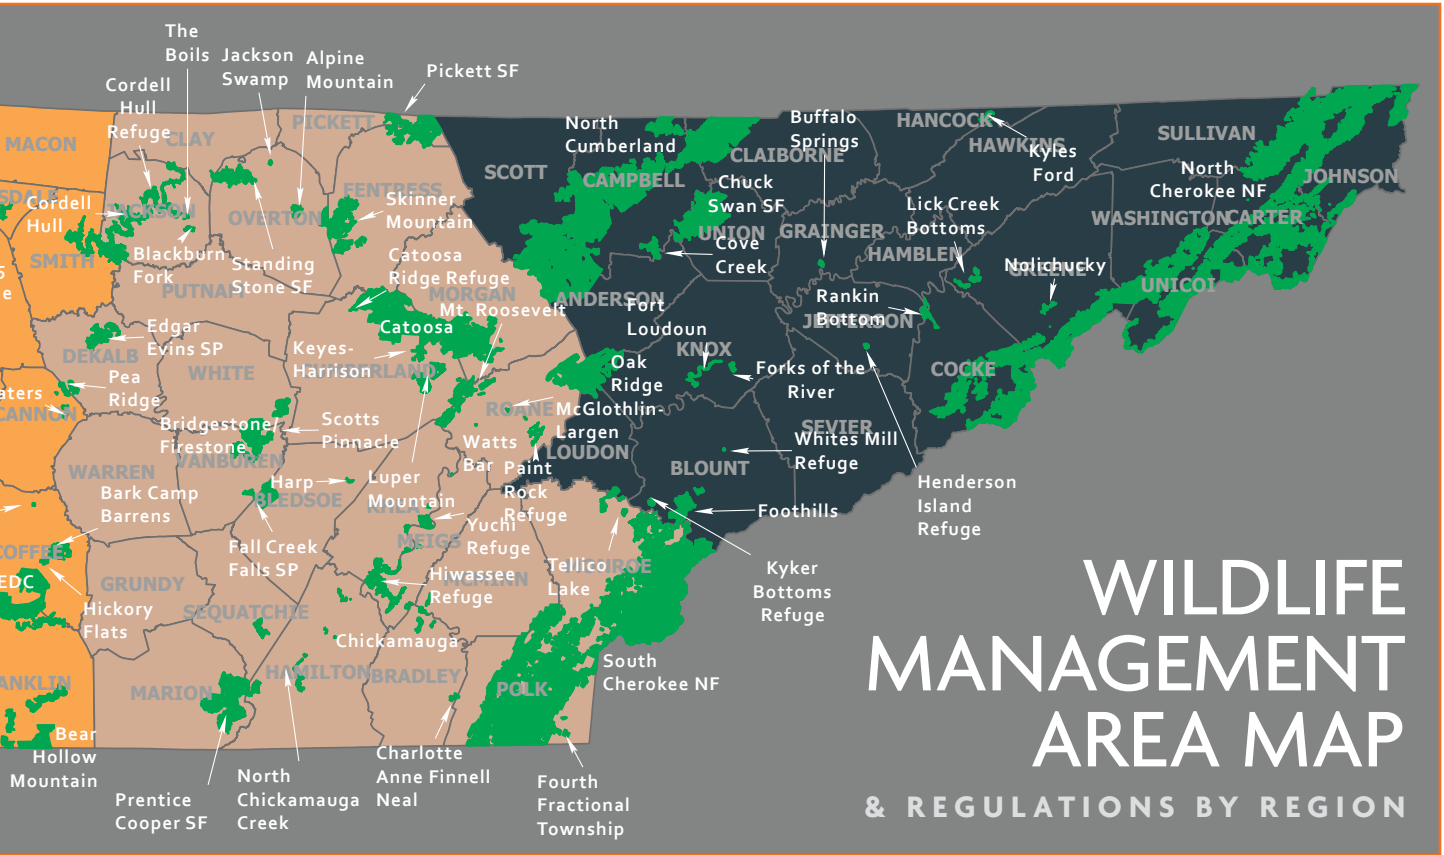 The
Boils
Jackson
Swamp
Alpine
Mountain
Pickett SF
Cordell
Hull
Refuge
CLAY
PICKETT
MACON
North
Cumberland
Buffalo
Springs
HANCOCK
HAWKINS
Kyles
Ford
SULLIVAN
North
Cherokee NF
JOHNSON
SCOTT
CAMPBELL
CLAIBORNE
Chuck
Swan SF
FENTRESS
Skinner
Mountain
SDALE
Cordell
Hull
JACKSON
OVERTON
Lick Creek
Bottoms
WASHINGTON
CARTER
UNION
GRAINGER
Cove
Creek
HAMBLEN
SMITH
Blackburn
Fork
Standing
Stone SF
Catoosa
Ridge Refuge
PUTNAM
MORGAN
Mt. Roosevelt
ANDERSON
Fort
Loudoun
Nolichucky
GREENE
UNICOI
Rankin
Bottom
JEFFERSON
Edgar
Evins SP
Catoosa
DEKALB
Keyes-
Harrison
CUMBERLAND
WHITE
Pea
Ridge
KNOX
Oak
Ridge
Forks of the
River
COCKE
aters
CANNON
ROANE
McGlothlin-
Largen
Bridgestone/
Firestone
Scotts
Pinnacle
Watts
Bar
LOUDON
SEVIER
Whites Mill
Refuge
VANBUREN
WARREN
BLOUNT
Paint
Rock
Refuge
Harp
Luper
Mountain
BLEDSOE
RHEA
Henderson
Island
Refuge
Bark Camp
Barrens
Foothills
Yuchi
Refuge
MEIGS
Fall Creek
Falls SP
COFFEE
EDC
GRUNDY
Hiwassee
Refuge
MCMINN
Tellico
Lake
MONROE
Kyker
Bottoms
Refuge
Hickory
Flats
SEQUATCHIE
Chickamauga
South
Cherokee NF
HAMILTON
BRADLEY
POLK
MARION
ANKLIN
Bear
Hollow
Mountain
Prentice
Cooper SF
North
Chickamauga
Creek
Charlotte
Anne Finnell
Neal
Fourth
Fractional
Township
WILDLIFE
MANAGEMENT
AREA MAP
& REGULATIONS BY REGION